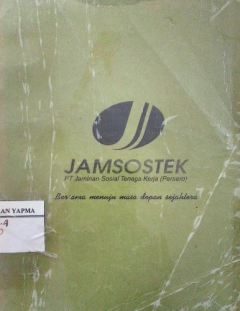 JAMSOSTEK
PT Jaminan Sosial Tenaga Kerja (Persero)
Bersama menuju masa depan sejahtera
AN YAPMA